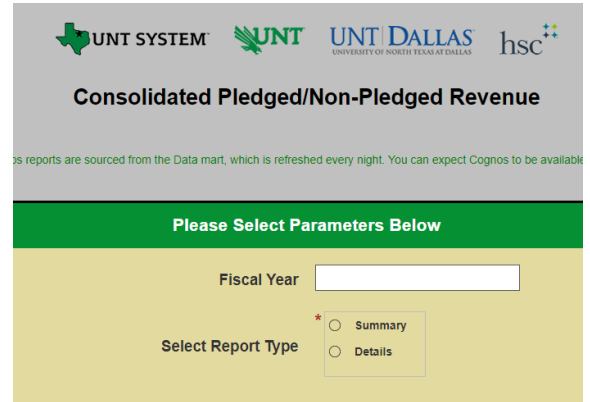 UNT SYSTEM UNT UNT DALLAS hsc
UNIVERSITY OF NORTH TEXAS AT DALLAS
Consolidated Pledged/Non-Pledged Revenue
reports are sourced from the Data mart, which is refreshed every night. You can expect Cognos to be available
Please Select Parameters Below
Fiscal Year
* Summary
Select Report Type
Details